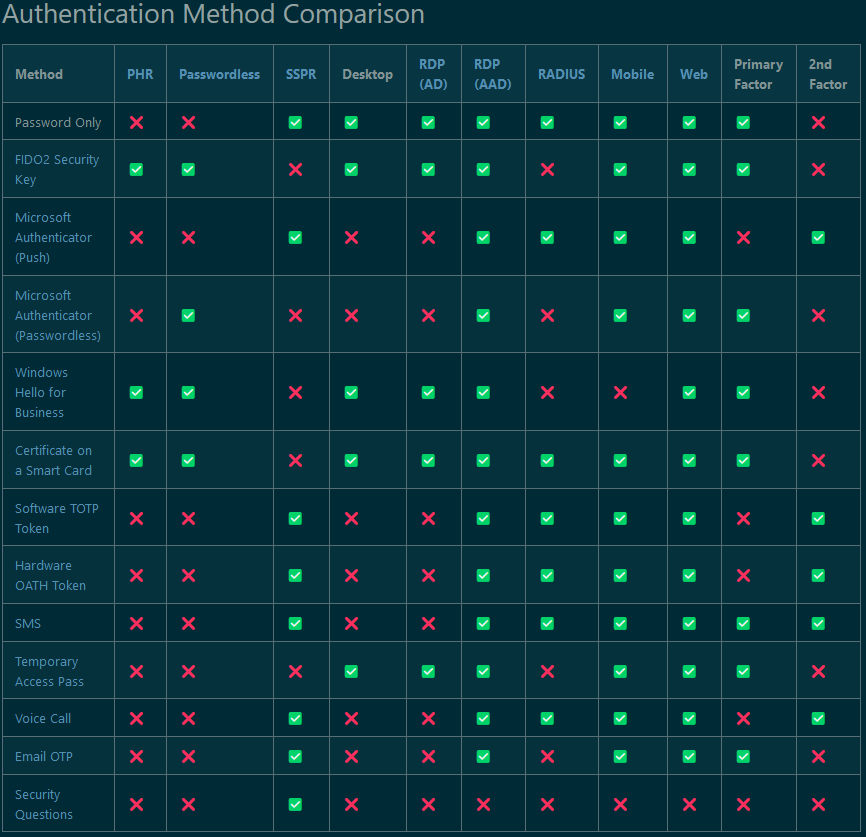 Authentication Method Comparison
Method PHR Passwordless SSPR Desktop RDP (AD) RDP (AAD) RADIUS Mobile Web Primary Factor 2nd Factor
Password Only ❌ ❌ ✅ ✅ ✅ ✅ ✅ ✅ ✅ ✅ ❌
FIDO2 Security
Key ✅ ✅ ❌ ✅ ✅ ✅ ❌ ✅ ✅ ✅ ❌
Microsoft
Authenticator
(Push) ❌ ❌ ✅ ❌ ❌ ✅ ✅ ✅ ✅ ❌ ✅
Microsoft
Authenticator
(Passwordless) ❌ ✅ ❌ ❌ ❌ ✅ ❌ ✅ ✅ ✅ ❌
Windows
Hello for
Business ✅ ✅ ❌ ✅ ✅ ✅ ❌ ❌ ✅ ✅ ❌
Certificate on
a Smart Card ✅ ✅ ❌ ✅ ✅ ✅ ✅ ✅ ✅ ✅ ❌
Software TOTP
Token ❌ ❌ ✅ ❌ ❌ ✅ ✅ ✅ ✅ ❌ ✅
Hardware
OATH Token ❌ ❌ ✅ ❌ ❌ ✅ ✅ ✅ ✅ ❌ ✅
SMS ❌ ❌ ✅ ❌ ❌ ✅ ✅ ✅ ✅ ✅ ✅
Temporary
Access Pass ❌ ❌ ❌ ✅ ✅ ✅ ❌ ✅ ✅ ✅ ❌
Voice Call ❌ ❌ ✅ ❌ ❌ ✅ ✅ ✅ ✅ ❌ ✅
Email OTP ❌ ❌ ✅ ❌ ❌ ✅ ❌ ✅ ✅ ✅ ❌
Security
Questions ❌ ❌ ✅ ❌ ❌ ❌ ❌ ❌ ❌ ❌ ❌